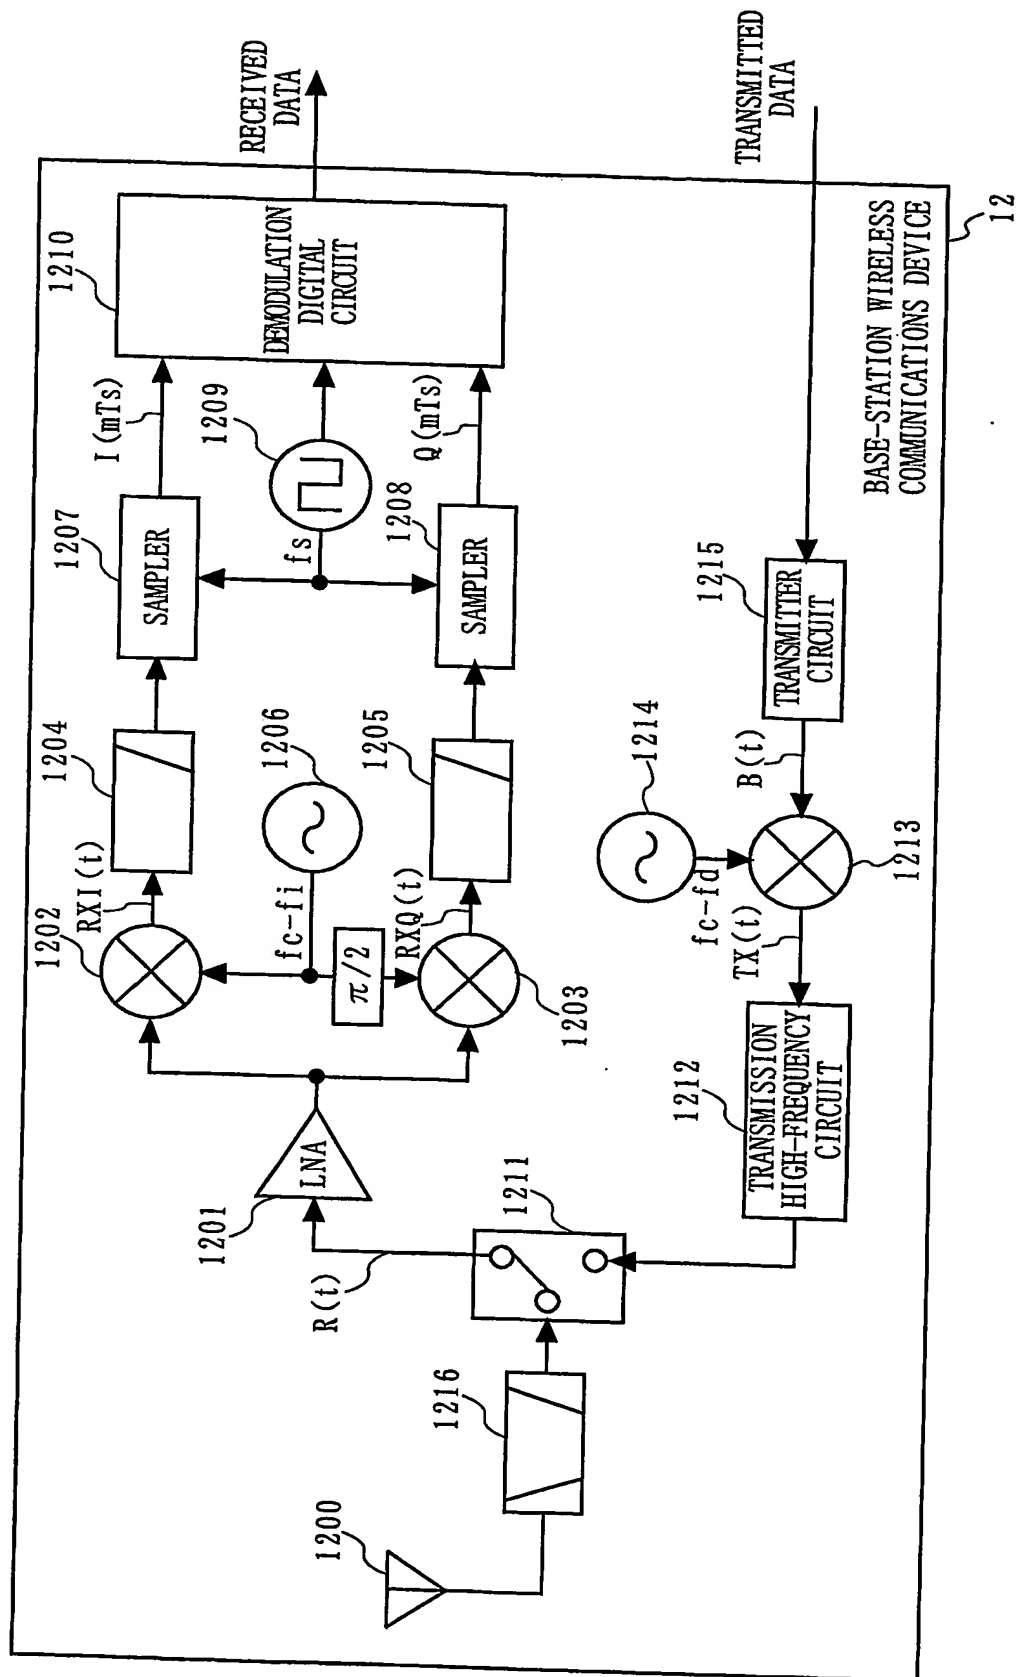 1200
1216
R(t)
1211
1201
LNA
1202
RXI(t)
1204
1207
SAMPLER
I(mTs)
1210
DEMODULATION
DIGITAL
CIRCUIT
RECEIVED
DATA
fc-fi
1206
π/2
1203
RXQ(t)
1205
fs
1209
1208
SAMPLER
Q(mTs)
1212
TRANSMISSION
HIGH-FREQUENCY
CIRCUIT
TX(t)
fc-fd
1214
1213
B(t)
1215
TRANSMITTER
CIRCUIT
TRANSMITTED
DATA
BASE-STATION WIRELESS
COMMUNICATIONS DEVICE
12